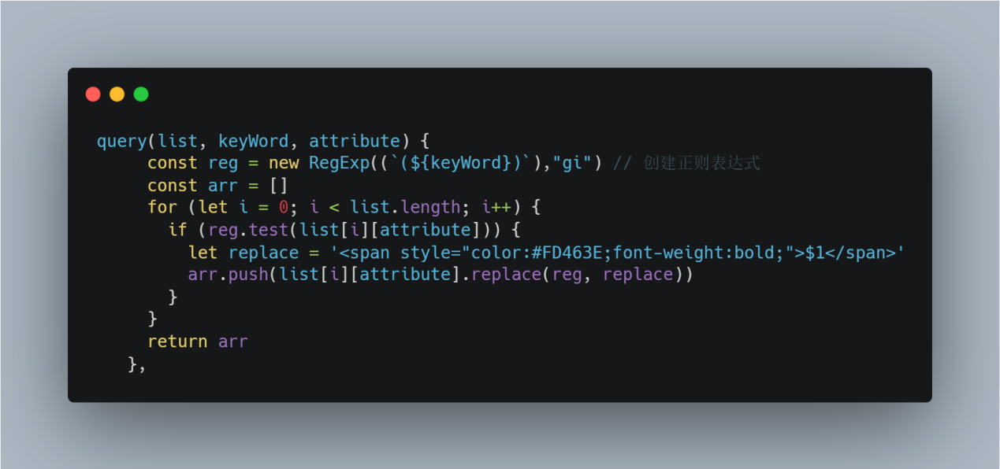 query(list, keyWord, attribute) {
const reg = new RegExp((`(${keyWord})`),"gi") // 创建正则表达式
const arr = []
for (let i = 0; i < list.length; i++) {
if (reg.test(list[i][attribute])) {
let replace = '<span style="color:#FD463E;font-weight:bold;">$1</span>'
arr.push(list[i][attribute].replace(reg, replace))
}
}
return arr
},